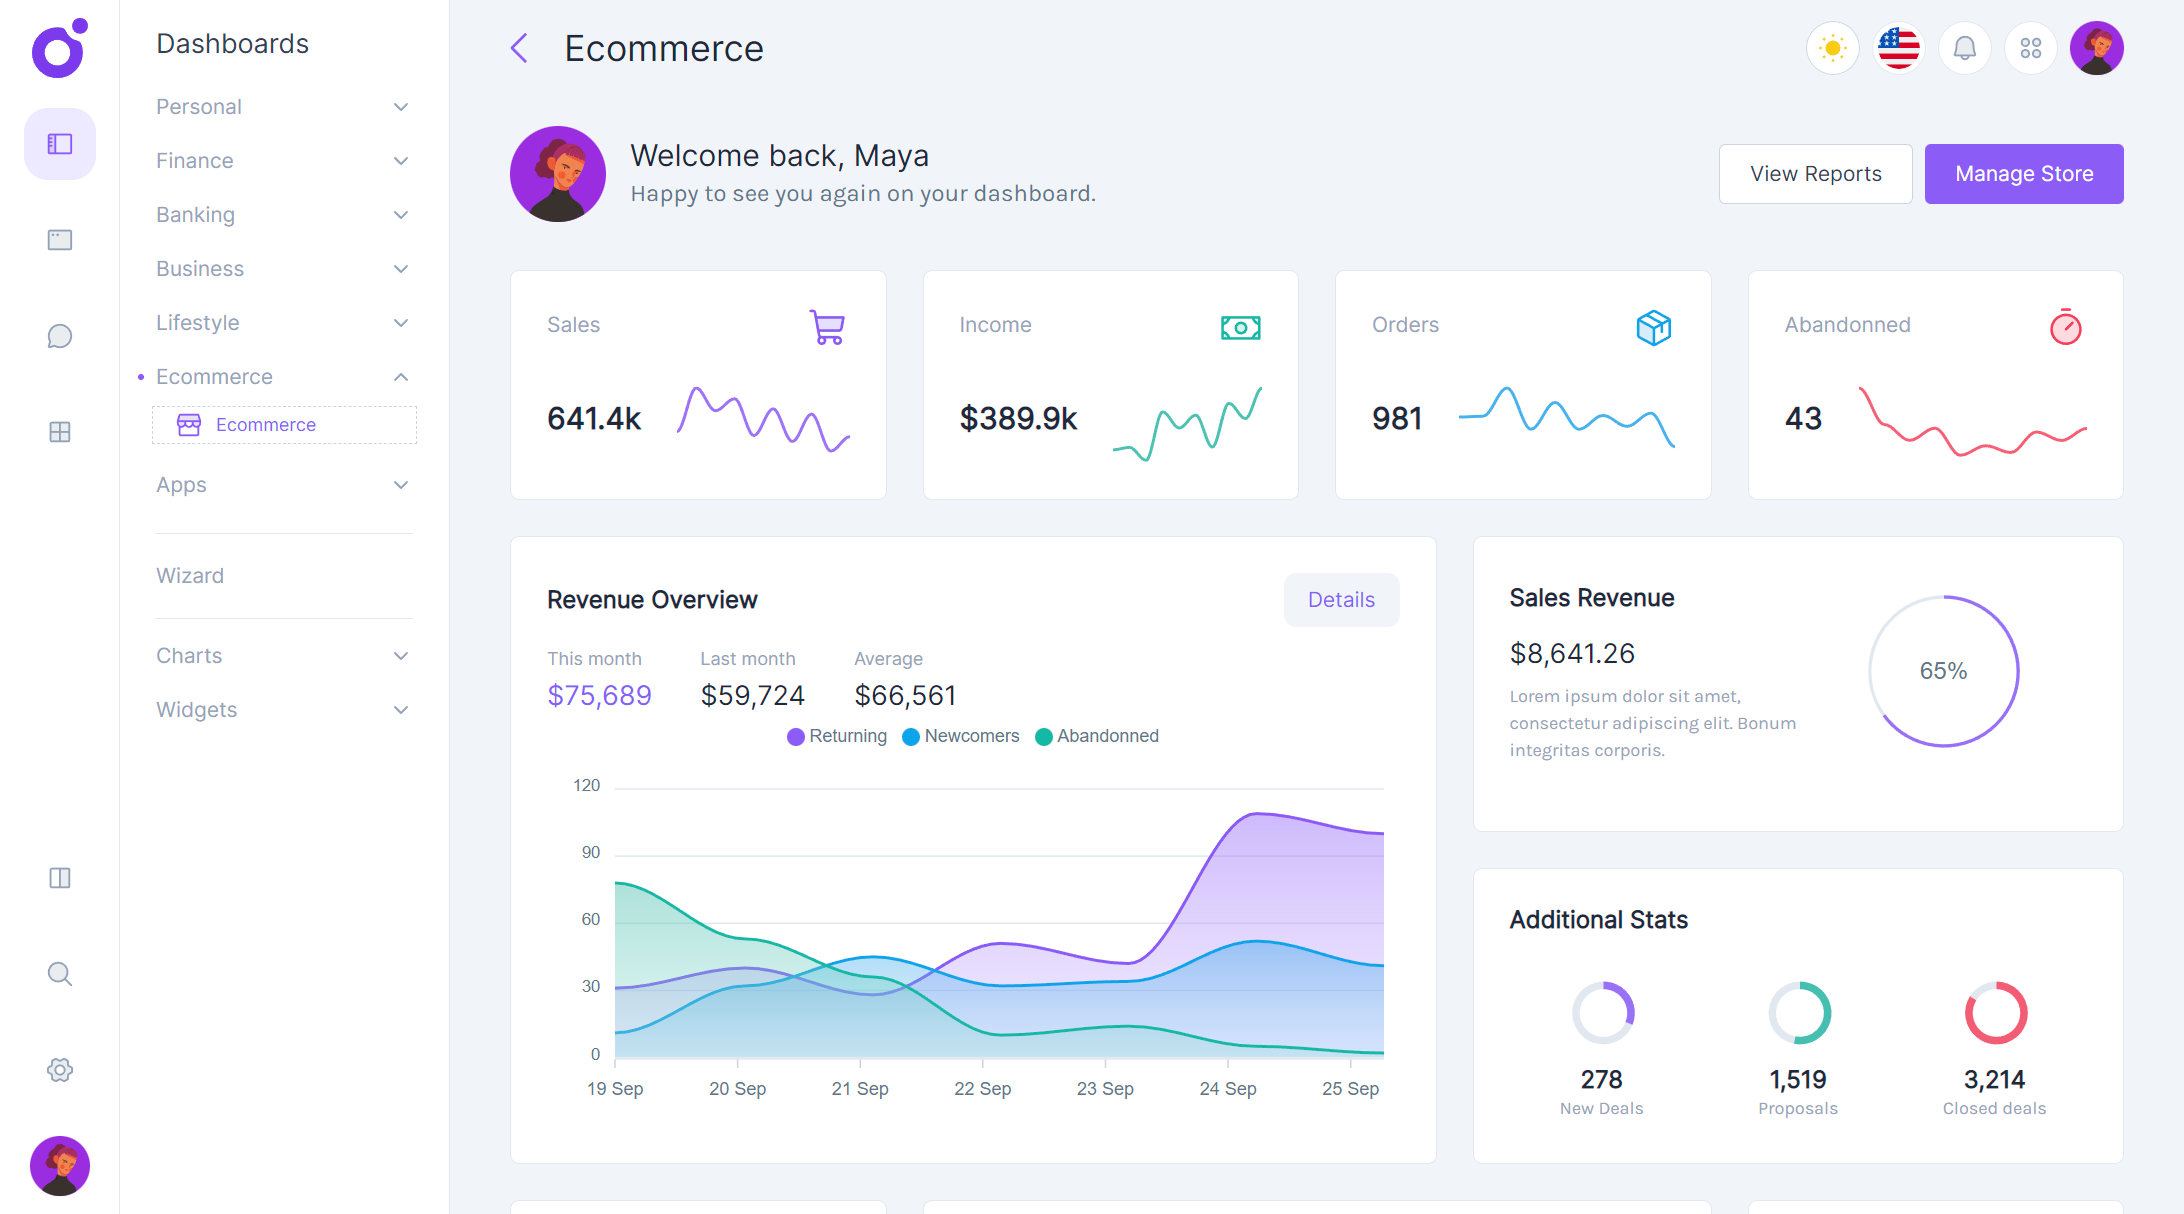 Dashboards
Personal
Finance
Banking
Business
Lifestyle
Ecommerce
Ecommerce
Apps
Wizard
Charts
Widgets
Ecommerce
Welcome back, Maya
Happy to see you again on your dashboard.
View Reports
Manage Store
Sales
641.4k
Income
$389.9k
Orders
981
Abandonned
43
Revenue Overview
Details
This month Last month Average
$75,689 $59,724 $66,561
Returning Newcomers Abandonned
120
90
60
30
0
19 Sep 20 Sep 21 Sep 22 Sep 23 Sep 24 Sep 25 Sep
Sales Revenue
$8,641.26
Lorem ipsum dolor sit amet,
consectetur adipiscing elit. Bonum
integritas corporis.
65%
Additional Stats
278 1,519 3,214
New Deals Proposals Closed deals